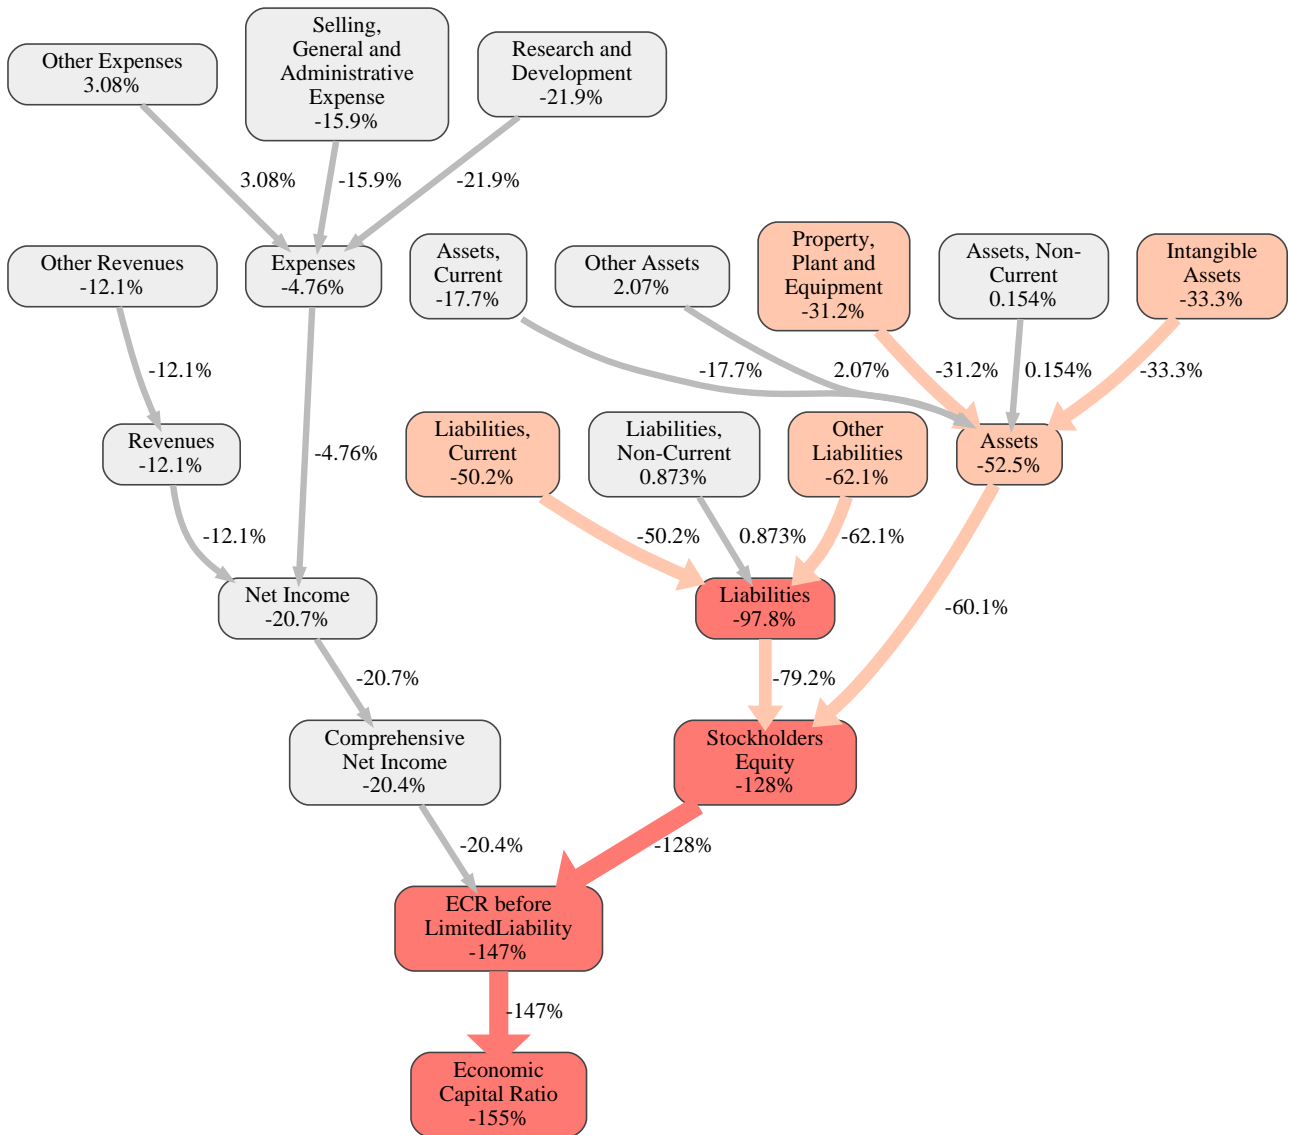 Other Expenses
3.08%
Selling,
General and
Administrative
Expense
-15.9%
Research and
Development
-21.9%
3.08%
-15.9%
-21.9%
Other Revenues
-12.1%
Expenses
-4.76%
Assets,
Current
-17.7%
Other Assets
2.07%
Property,
Plant and
Equipment
-31.2%
Assets, Non-
Current
0.154%
Intangible
Assets
-33.3%
-12.1%
-4.76%
-17.7%
2.07%
-31.2%
0.154%
-33.3%
Revenues
-12.1%
Liabilities,
Current
-50.2%
Liabilities,
Non-Current
0.873%
Other
Liabilities
-62.1%
Assets
-52.5%
-12.1%
-50.2%
0.873%
-62.1%
-60.1%
Net Income
-20.7%
Liabilities
-97.8%
-20.7%
-79.2%
Comprehensive
Net Income
-20.4%
Stockholders
Equity
-128%
-20.4%
-128%
ECR before
LimitedLiability
-147%
-147%
Economic
Capital Ratio
-155%